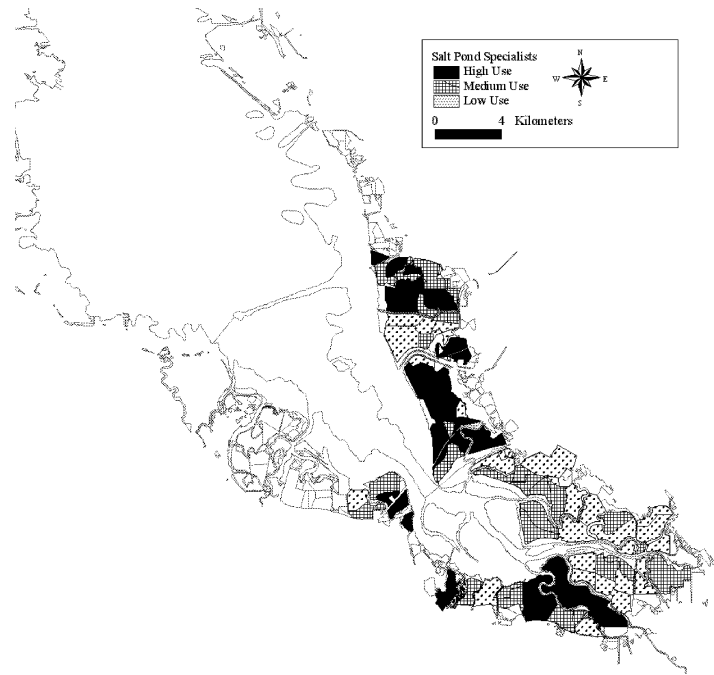 Salt Pond Specialists
High Use
Medium Use
Low Use
N
W E
S
0 4 Kilometers